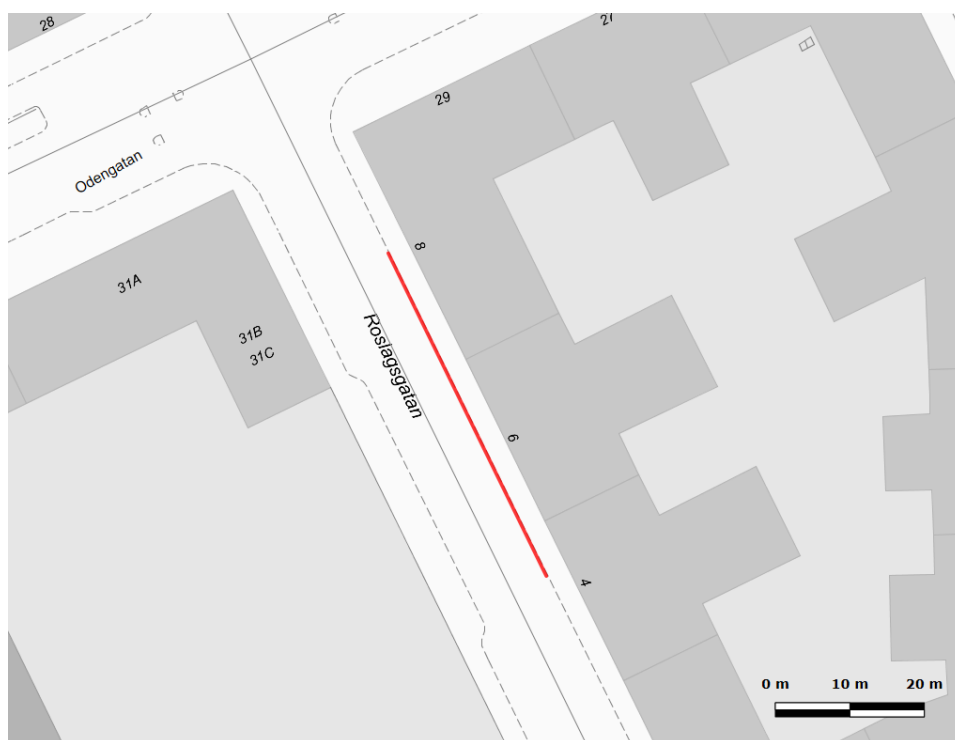 28
27
29
Odengatan
31A
8
31B
31C
Roslagsgatan
6
4
0 m 10 m 20 m